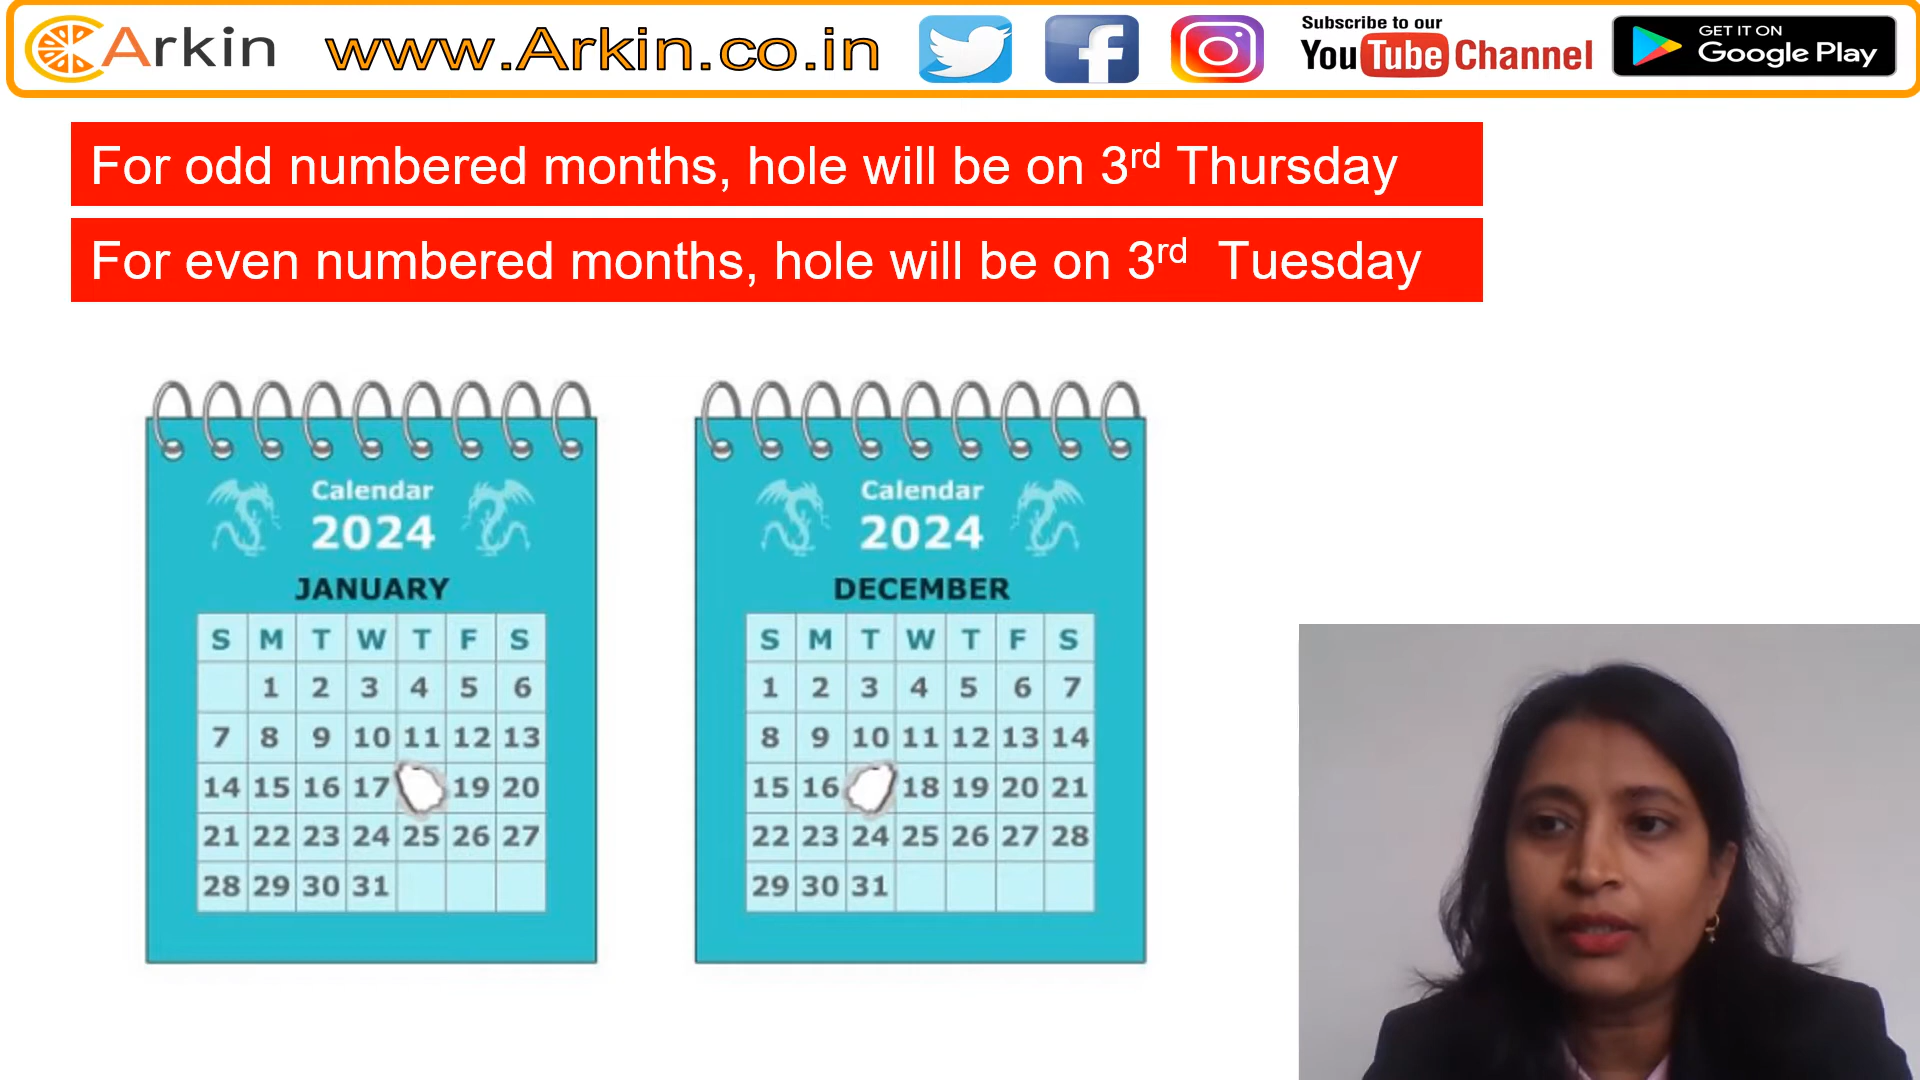 Arkin
www.Arkin.co.in
Subscribe to our
YouTube Channel
GET IT ON
Google Play
For odd numbered months, hole will be on 3rd Thursday
For even numbered months, hole will be on 3rd Tuesday
Calendar
2024
JANUARY
S M T W T F S
1 2 3 4 5 6
7 8 9 10 11 12 13
14 15 16 17 19 20
21 22 23 24 25 26 27
28 29 30 31
Calendar
2024
DECEMBER
S M T W T F S
1 2 3 4 5 6 7
8 9 10 11 12 13 14
15 16 18 19 20 21
22 23 24 25 26 27 28
29 30 31